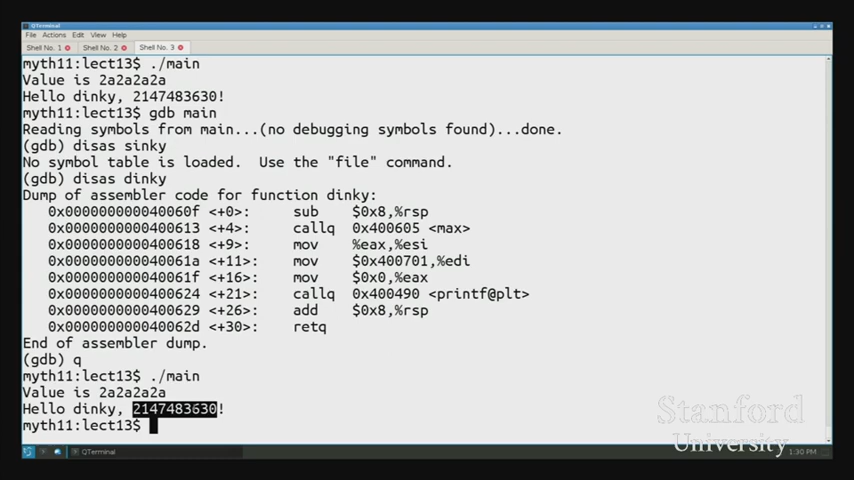 QTerminal
File Actions Edit View Help
Shell No. 1 Shell No. 2 Shell No. 3
myth11:lect13$ ./main
Value is 2a2a2a2a
Hello dinky, 2147483630!
myth11:lect13$ gdb main
Reading symbols from main...(no debugging symbols found)...done.
(gdb) disas sinky
No symbol table is loaded.  Use the "file" command.
(gdb) disas dinky
Dump of assembler code for function dinky:
0x000000000040060f <+0>: sub $0x8,%rsp
0x0000000000400613 <+4>: callq 0x400605 <max>
0x0000000000400618 <+9>: mov %eax,%esi
0x000000000040061a <+11>: mov $0x400701,%edi
0x000000000040061f <+16>: mov $0x0,%eax
0x0000000000400624 <+21>: callq 0x400490 <printf@plt>
0x0000000000400629 <+26>: add $0x8,%rsp
0x000000000040062d <+30>: retq
End of assembler dump.
(gdb) q
myth11:lect13$ ./main
Value is 2a2a2a2a
Hello dinky, 2147483630!
myth11:lect13$
Stanford
University
QTerminal
1:30 PM